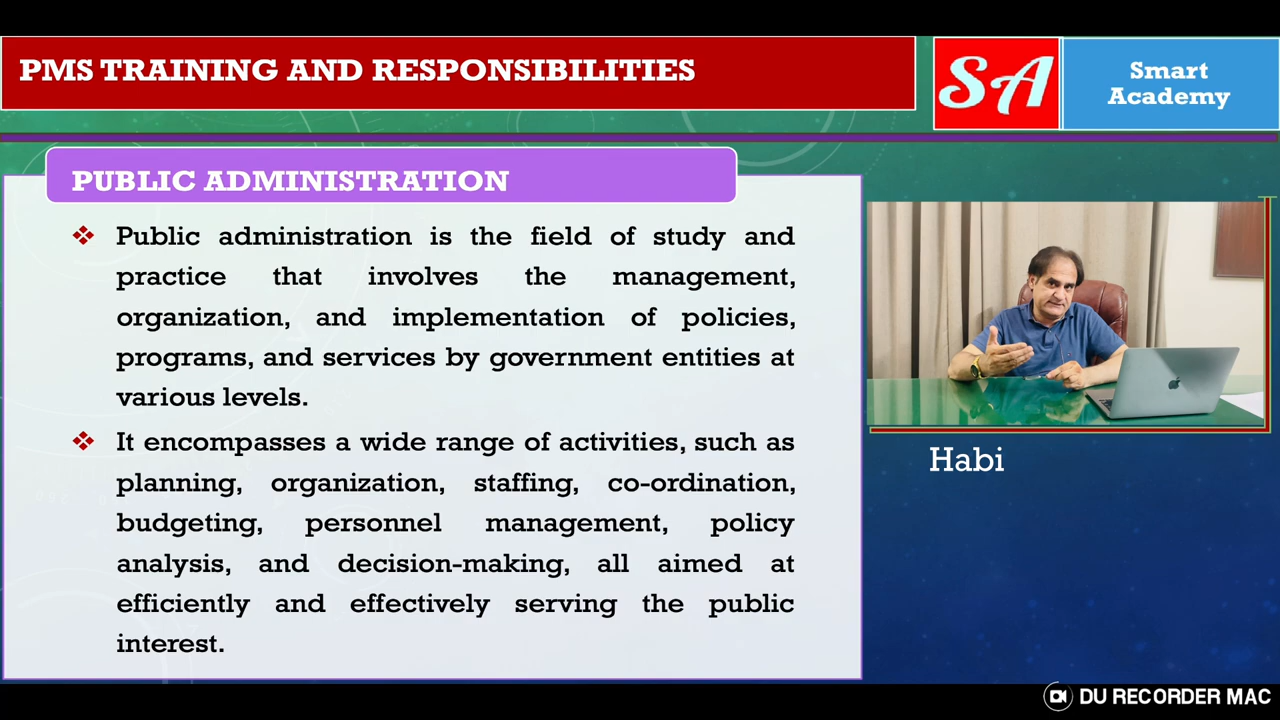 PMS TRAINING AND RESPONSIBILITIES
SA
Smart
Academy
PUBLIC ADMINISTRATION
Public administration is the field of study and
practice that involves the management,
organization, and implementation of policies,
programs, and services by government entities at
various levels.
It encompasses a wide range of activities, such as
planning, organization, staffing, co-ordination,
budgeting, personnel management, policy
analysis, and decision-making, all aimed at
efficiently and effectively serving the public
interest.
Habi
DU RECORDER MAC